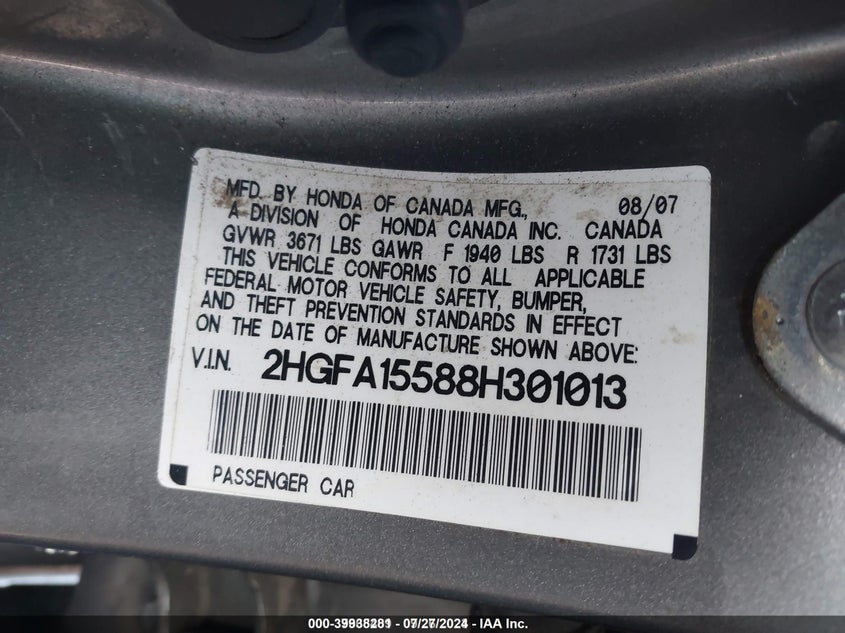 MFD. BY HONDA OF CANADA MFG., 08/07
A DIVISION OF HONDA CANADA INC. CANADA
GVWR 3671 LBS GAWR F 1940 LBS R 1731 LBS
THIS VEHICLE CONFORMS TO ALL APPLICABLE
FEDERAL MOTOR VEHICLE SAFETY, BUMPER,
AND THEFT PREVENTION STANDARDS IN EFFECT
ON THE DATE OF MANUFACTURE SHOWN ABOVE:
V.I.N. 2HGFA15588H301013
PASSENGER CAR
07/27/2024 - IAA Inc.